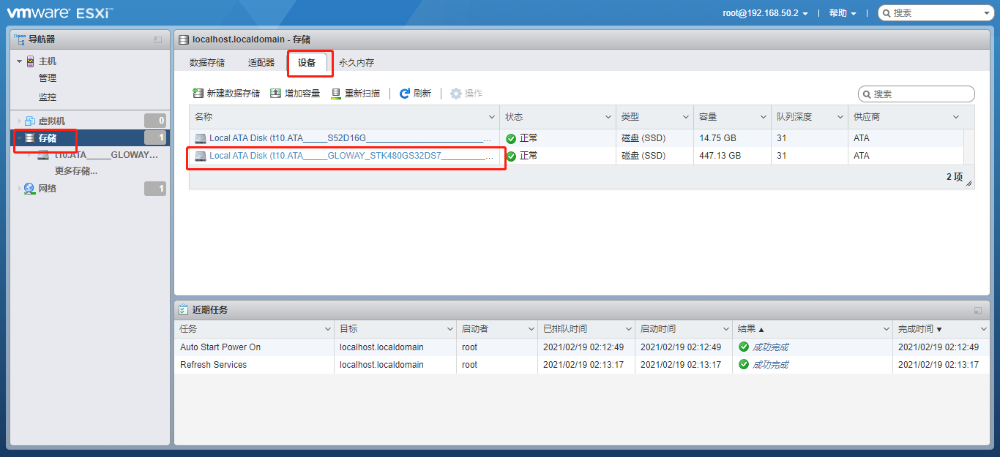 vmware ESXi™
root@192.168.50.2 | 帮助 | 搜索
导航器
主机
管理
监控
虚拟机 0
存储 1
t10.ATA_____GLOWAY...
更多存储...
网络 1
localhost.localdomain - 存储
数据存储 适配器 设备 永久内存
新建数据存储 增加容量 重新扫描 | 刷新 | 操作 搜索
名称 状态 类型 容量 队列深度 供应商
Local ATA Disk (t10.ATA_____S52D16G__________________________... 正常 磁盘 (SSD) 14.75 GB 31 ATA
Local ATA Disk (t10.ATA_____GLOWAY_STK480GS32DS7__________... 正常 磁盘 (SSD) 447.13 GB 31 ATA
2 项
近期任务
任务 目标 启动者 已排队时间 启动时间 结果▲ 完成时间▼
Auto Start Power On localhost.localdomain root 2021/02/19 02:12:49 2021/02/19 02:12:49 成功完成 2021/02/19 02:12:49
Refresh Services localhost.localdomain root 2021/02/19 02:13:17 2021/02/19 02:13:17 成功完成 2021/02/19 02:13:17